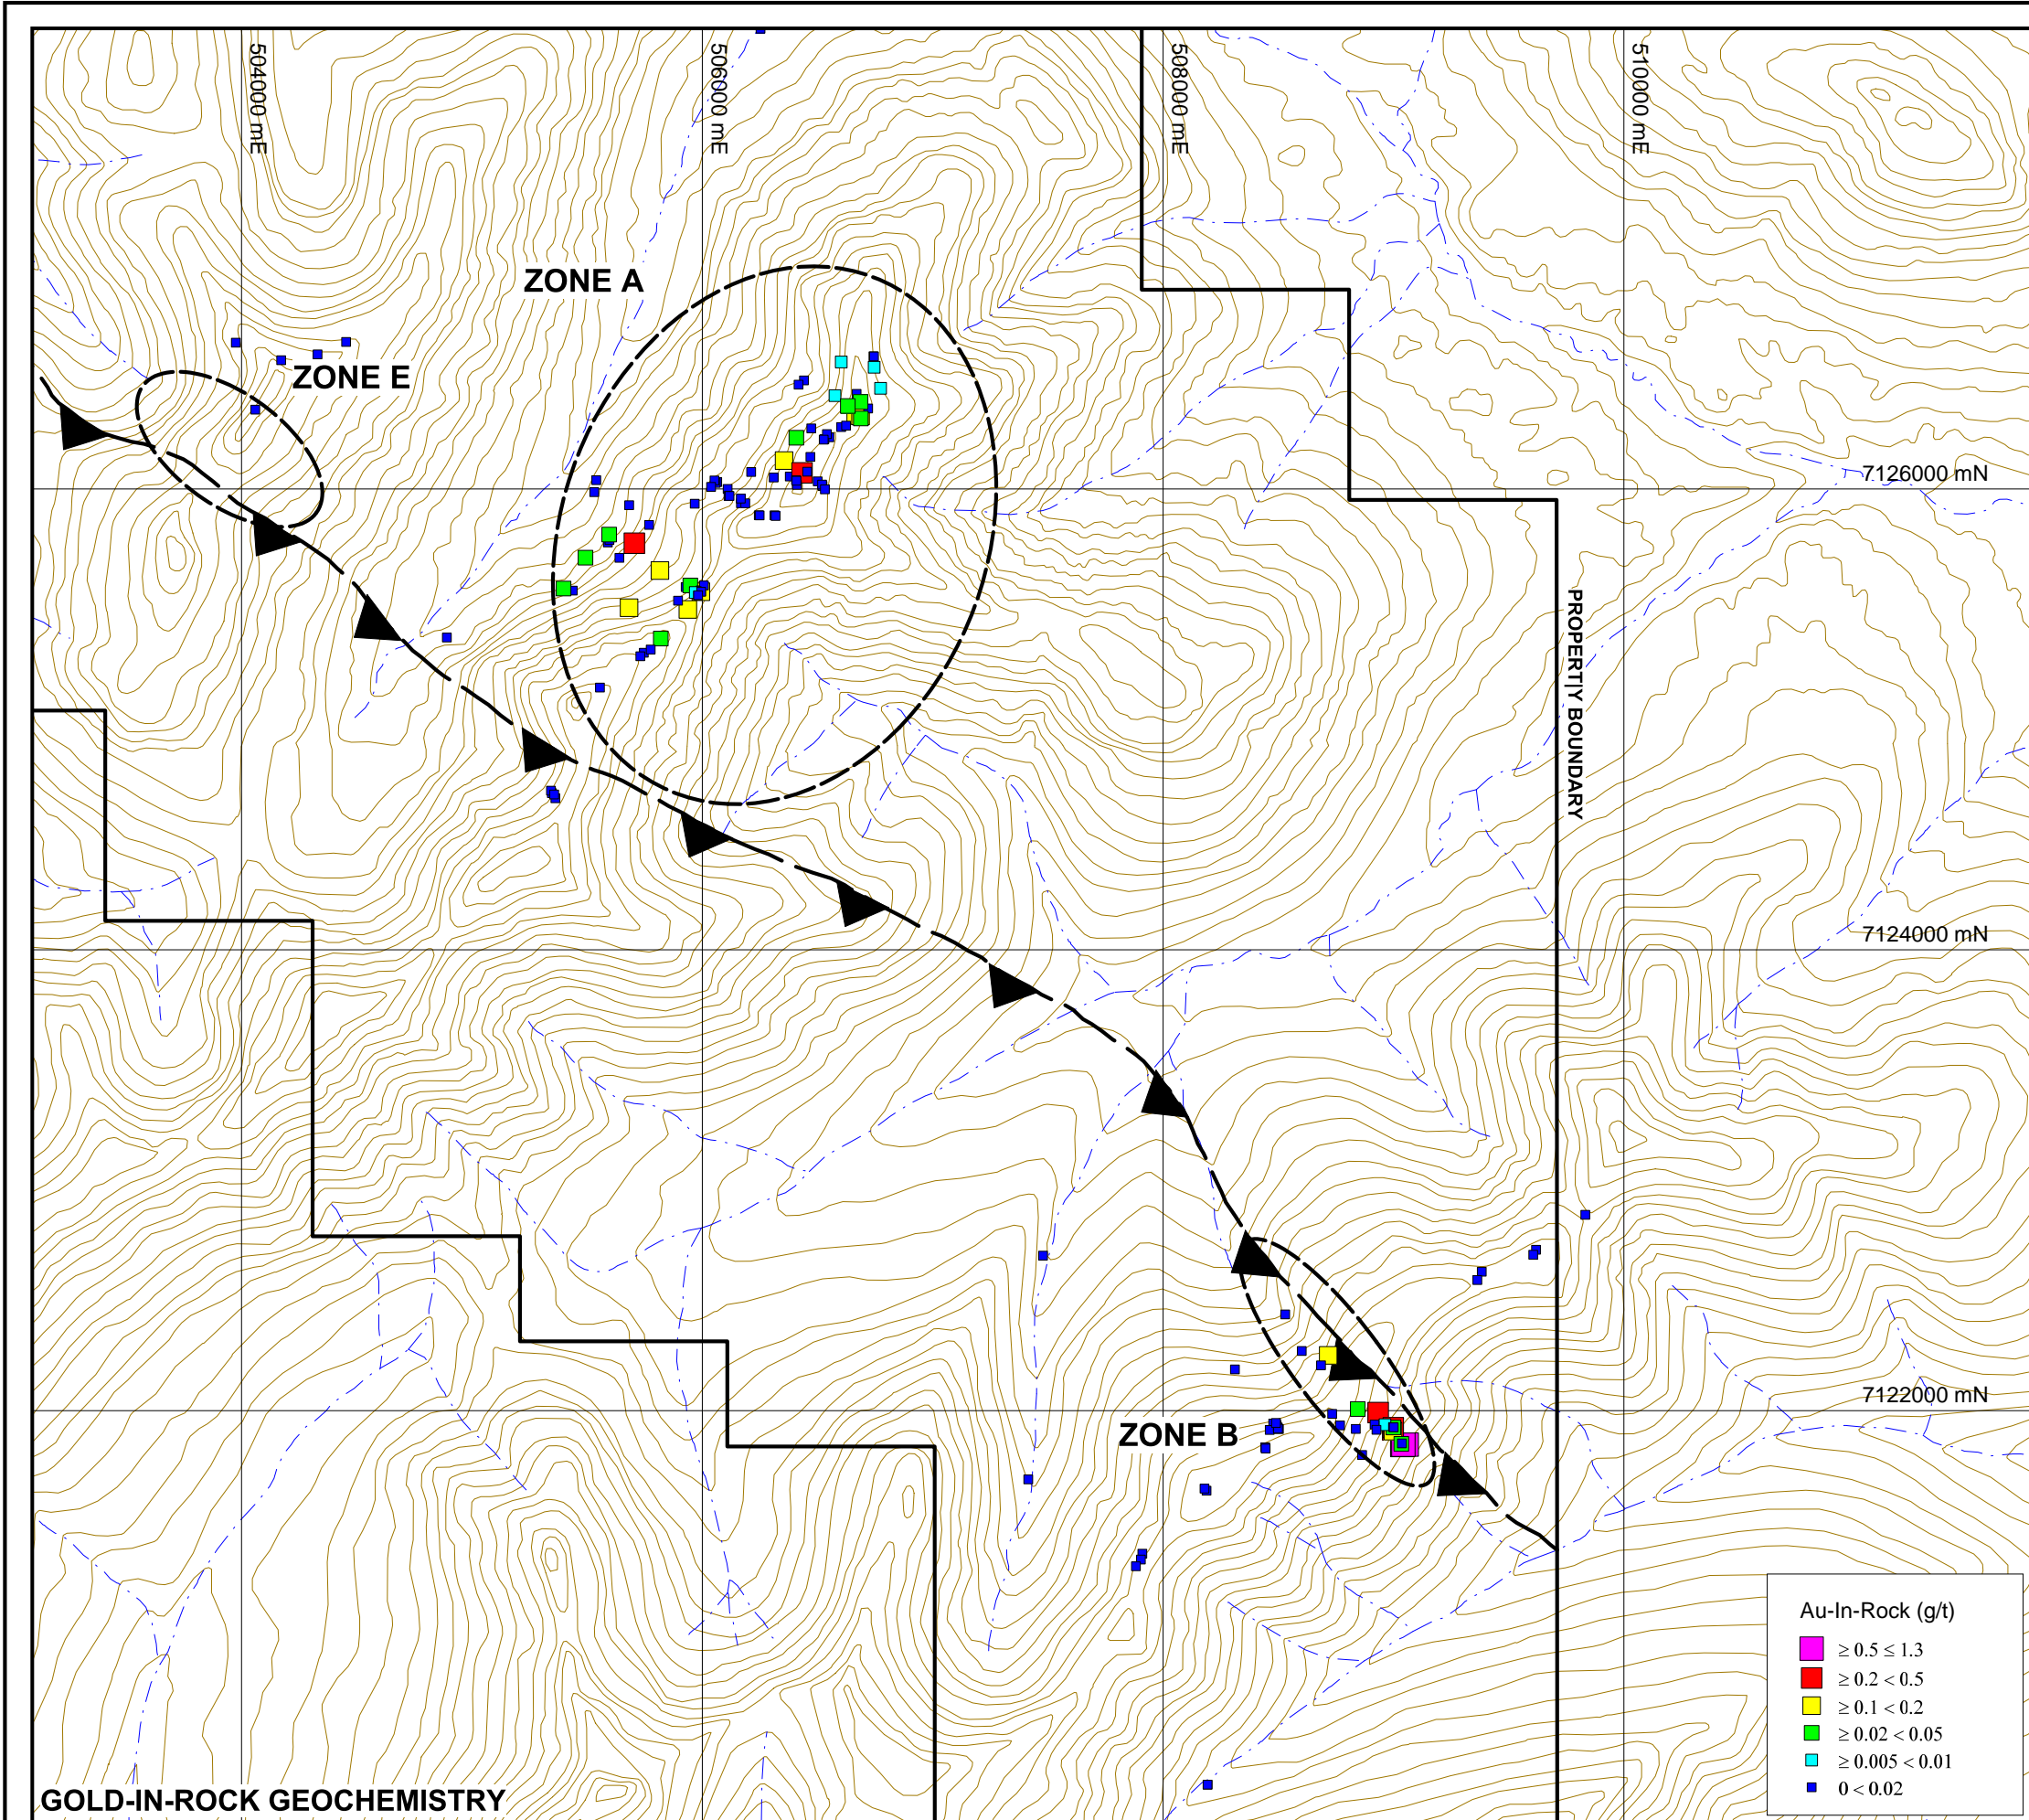 504000 mE
506000 mE
508000 mE
510000 mE
ZONE A
ZONE E
7126000 mN
PROPERTY BOUNDARY
7124000 mN
7122000 mN
ZONE B
Au-In-Rock (g/t)
≥ 0.5 ≤ 1.3
≥ 0.2 < 0.5
≥ 0.1 < 0.2
≥ 0.02 < 0.05
≥ 0.005 < 0.01
0 < 0.02
GOLD-IN-ROCK GEOCHEMISTRY